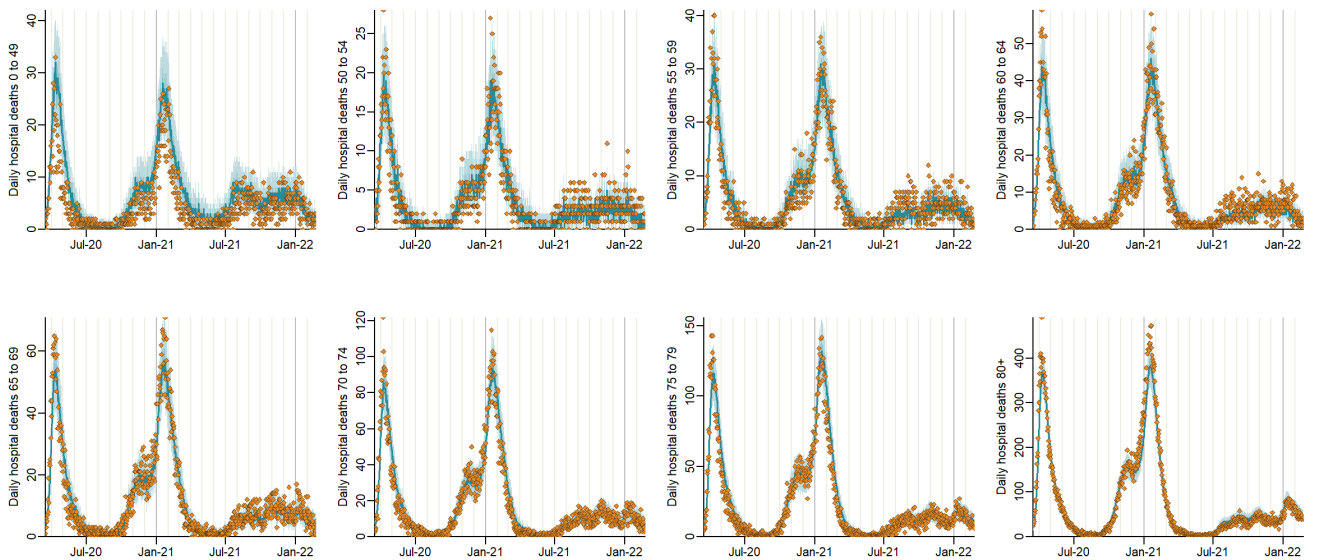 Daily hospital deaths 0 to 49
0
10
20
30
40
Jul-20
Jan-21
Jul-21
Jan-22
Daily hospital deaths 50 to 54
0
5
10
15
20
25
Jul-20
Jan-21
Jul-21
Jan-22
Daily hospital deaths 55 to 59
0
10
20
30
40
Jul-20
Jan-21
Jul-21
Jan-22
Daily hospital deaths 60 to 64
0
10
20
30
40
50
Jul-20
Jan-21
Jul-21
Jan-22
Daily hospital deaths 65 to 69
0
20
40
60
Jul-20
Jan-21
Jul-21
Jan-22
Daily hospital deaths 70 to 74
0
20
40
60
80
100
120
Jul-20
Jan-21
Jul-21
Jan-22
Daily hospital deaths 75 to 79
0
50
100
150
Jul-20
Jan-21
Jul-21
Jan-22
Daily hospital deaths 80+
0
100
200
300
400
Jul-20
Jan-21
Jul-21
Jan-22